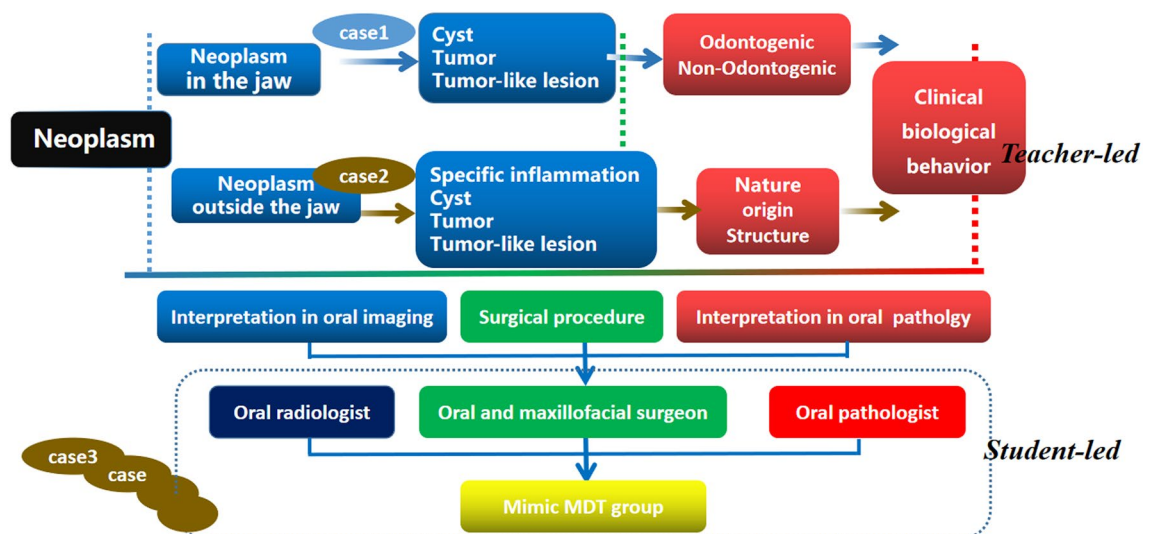 case1
Neoplasm
in the jaw
Cyst
Tumor
Tumor-like lesion
Odontogenic
Non-Odontogenic
Neoplasm
Clinical
biological
behavior
Teacher-led
case2
Neoplasm
outside the jaw
Specific inflammation
Cyst
Tumor
Tumor-like lesion
Nature
origin
Structure
Interpretation in oral imaging
Surgical procedure
Interpretation in oral patholgy
Oral radiologist
Oral and maxillofacial surgeon
Oral pathologist
Student-led
case3
case
Mimic MDT group